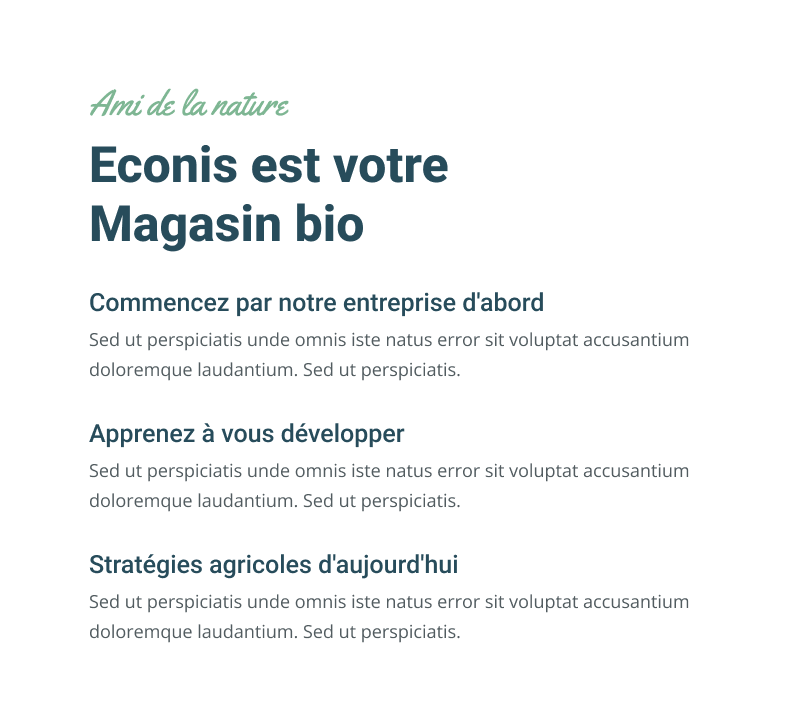 Ami de la nature
Econis est votre
Magasin bio
Commencez par notre entreprise d'abord
Sed ut perspiciatis unde omnis iste natus error sit voluptat accusantium
doloremque laudantium. Sed ut perspiciatis.
Apprenez à vous développer
Sed ut perspiciatis unde omnis iste natus error sit voluptat accusantium
doloremque laudantium. Sed ut perspiciatis.
Stratégies agricoles d'aujourd'hui
Sed ut perspiciatis unde omnis iste natus error sit voluptat accusantium
doloremque laudantium. Sed ut perspiciatis.